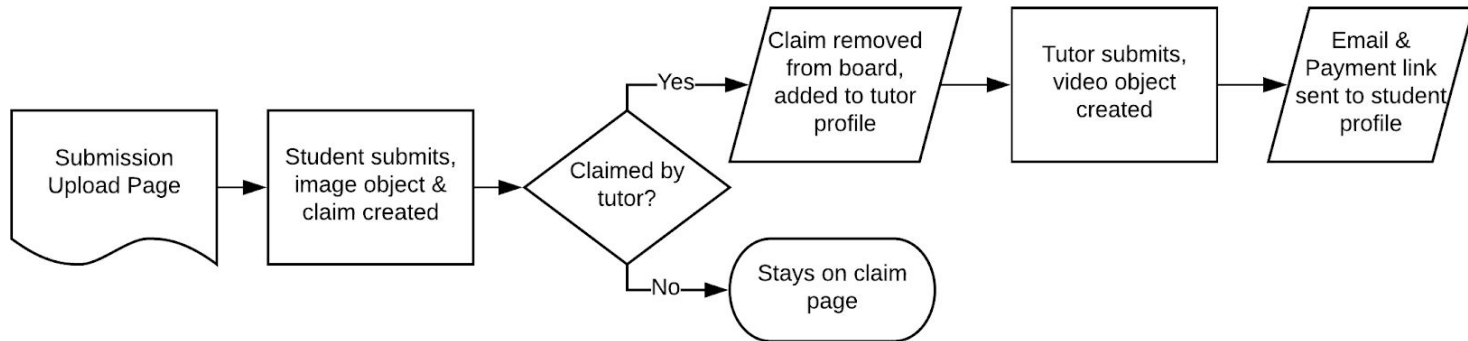 Submission
Upload Page
Student submits,
image object &
claim created
Claimed by
tutor?
Yes
Claim removed
from board,
added to tutor
profile
Tutor submits,
video object
created
Email &
Payment link
sent to student
profile
No
Stays on claim
page